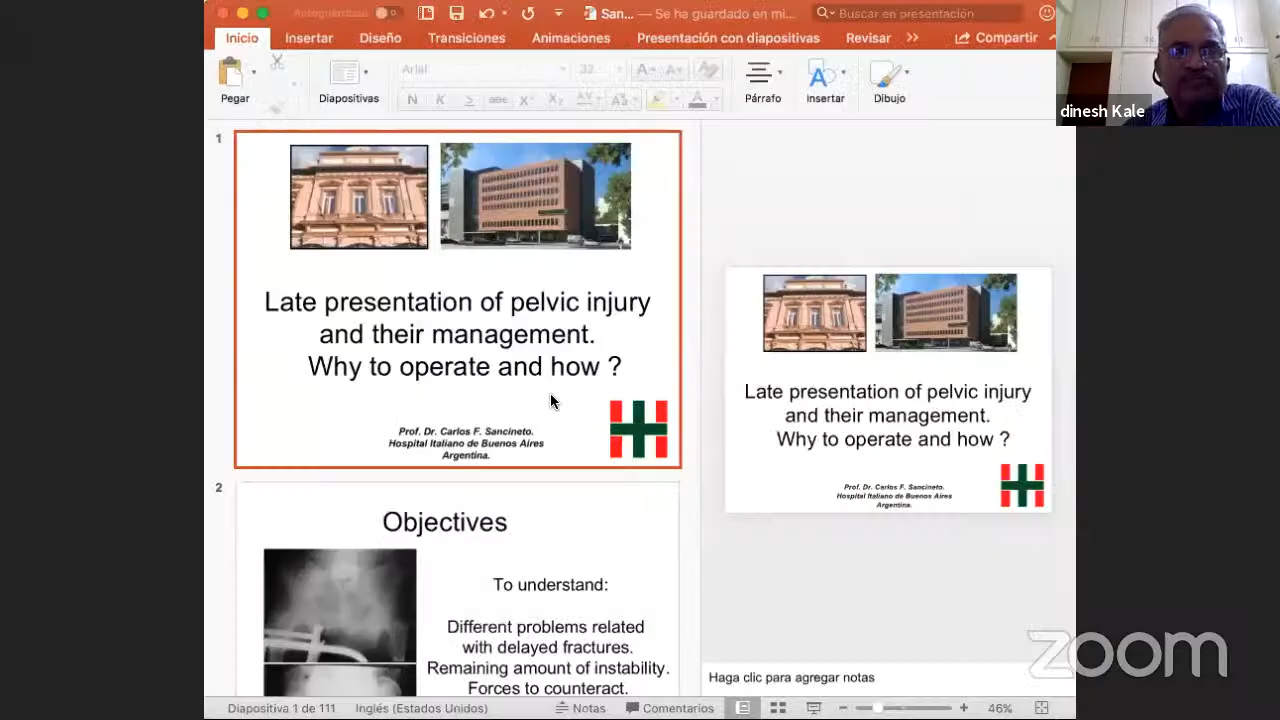 Autoguardado
San... — Se ha guardado en mi...
Buscar en presentación
Inicio
Insertar
Diseño
Transiciones
Animaciones
Presentación con diapositivas
Revisar
Compartir
Pegar
Diapositivas
Arial
32
N K S abc X² X₂ AV Aa
Párrafo
Insertar
Dibujo
dinesh Kale
1
Late presentation of pelvic injury
and their management.
Why to operate and how ?
Prof. Dr. Carlos F. Sancineto.
Hospital Italiano de Buenos Aires
Argentina.
2
Objectives
To understand:
Different problems related
with delayed fractures.
Remaining amount of instability.
Forces to counteract.
Late presentation of pelvic injury
and their management.
Why to operate and how ?
Prof. Dr. Carlos F. Sancineto.
Hospital Italiano de Buenos Aires
Argentina.
zoom
Haga clic para agregar notas
Diapositiva 1 de 111
Inglés (Estados Unidos)
Notas
Comentarios
46%